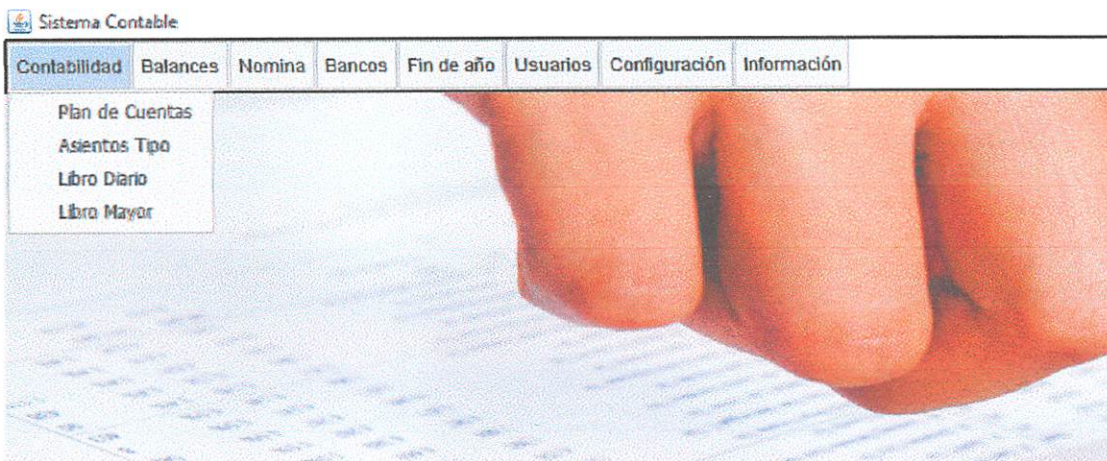 Sistema Contable
Contabilidad Balances Nomina Bancos Fin de año Usuarios Configuración Información
Plan de Cuentas
Asientos Tipo
Libro Diario
Libro Mayor